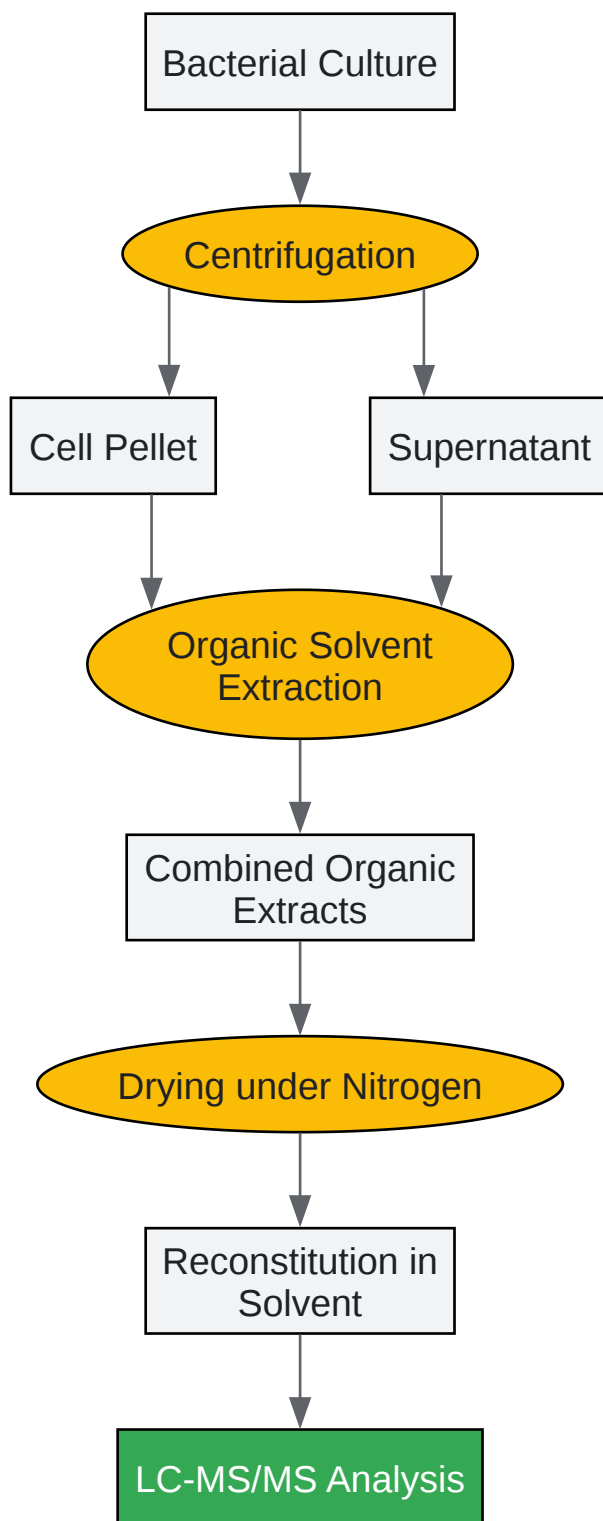 Bacterial Culture
Centrifugation
Cell Pellet
Supernatant
Organic Solvent
Extraction
Combined Organic
Extracts
Drying under Nitrogen
Reconstitution in
Solvent
LC-MS/MS Analysis